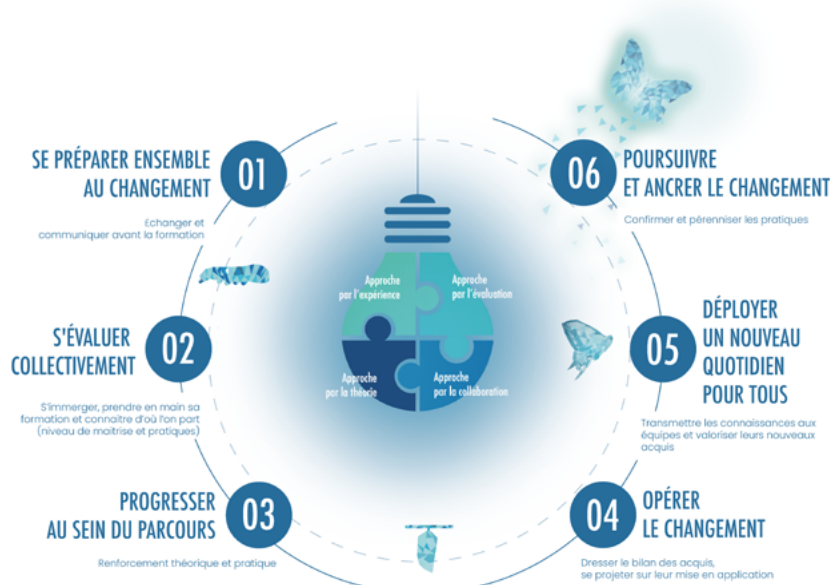 01
SE PRÉPARER ENSEMBLE
AU CHANGEMENT
Échanger et
communiquer avant la formation
02
S'ÉVALUER
COLLECTIVEMENT
S'immerger, prendre en main sa
formation et connaître d'où l'on part
(niveau de maîtrise et pratiques)
03
PROGRESSER
AU SEIN DU PARCOURS
Renforcement théorique et pratique
Approche
par l'expérience
Approche
par l'évaluation
Approche
par la théorie
Approche
par la collaboration
04
OPÉRER
LE CHANGEMENT
Dresser le bilan des acquis,
se projeter sur leur mise en application
05
DÉPLOYER
UN NOUVEAU
QUOTIDIEN
POUR TOUS
Transmettre les connaissances aux
équipes et valoriser leurs nouveaux
acquis
06
POURSUIVRE
ET ANCRER LE CHANGEMENT
Confirmer et pérenniser les pratiques